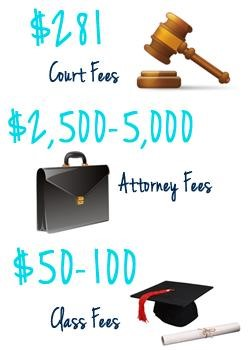 $281
Court Fees
$2,500-5,000
Attorney Fees
$50-100
Class Fees